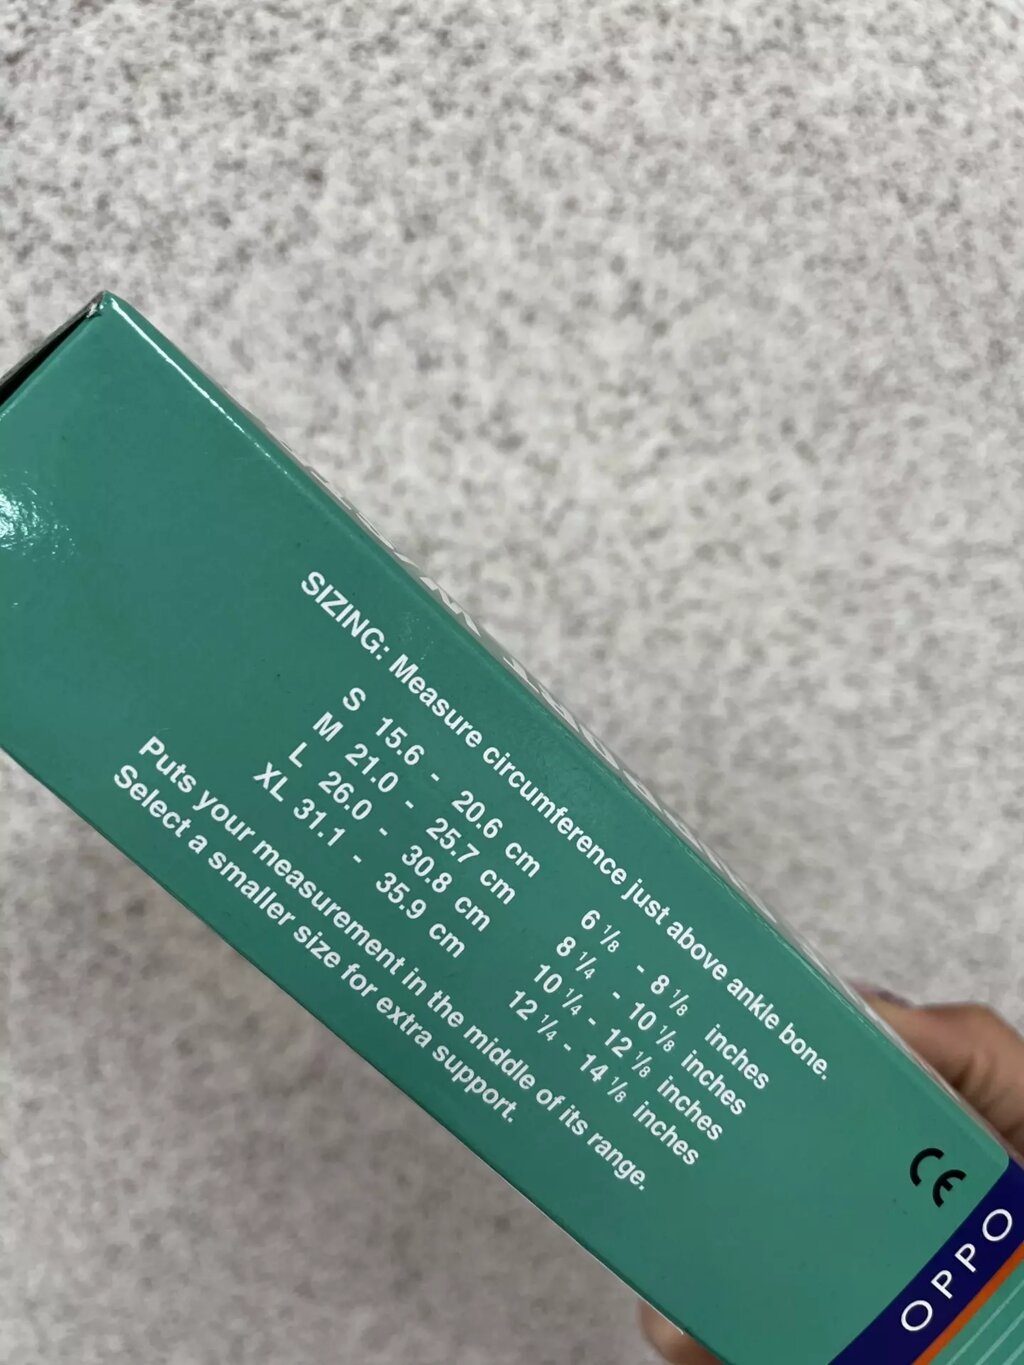 SIZING: Measure circumference just above ankle bone.
S 15.6 - 20.6 cm 6 1/8 - 8 1/8 inches
M 21.0 - 25.7 cm 8 1/4 - 10 1/8 inches
L 26.0 - 30.8 cm 10 1/4 - 12 1/8 inches
XL 31.1 - 35.9 cm 12 1/4 - 14 1/8 inches
Puts your measurement in the middle of its range.
Select a smaller size for extra support.
CE
OPPO